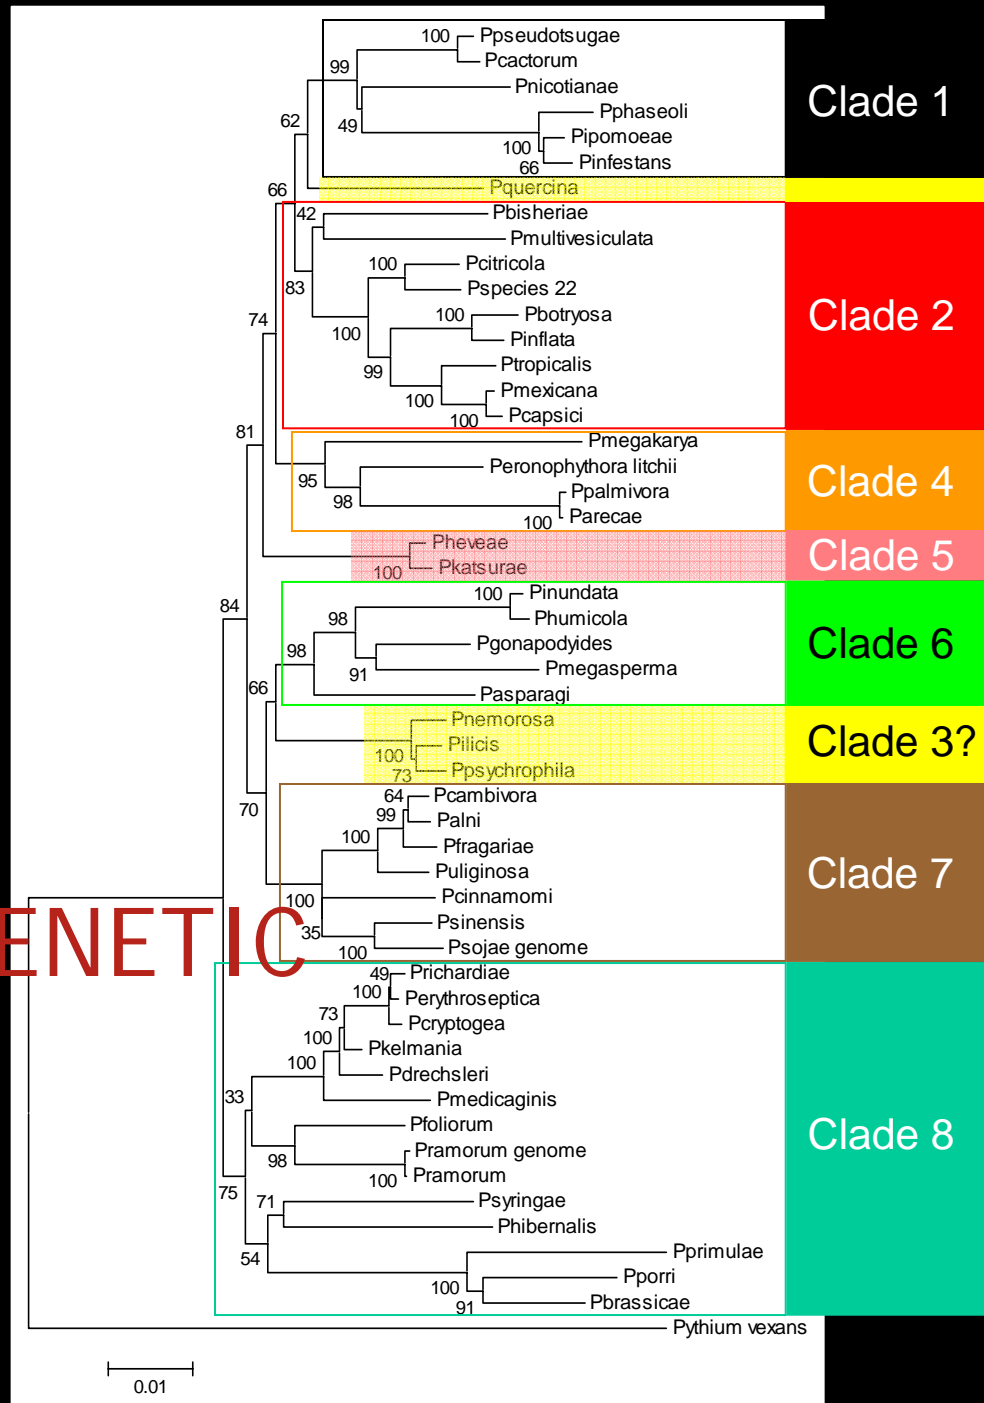 100 Ppseudotsugae
Pcactorum
99
Pnicotianae
Clade 1
Pphaseoli
62
49
Pipomoeae
100
Pinfestans
66
Pquercina
66
42 Pbisheriae
Pmultivesiculata
100 Pcitricola
83
Pspecies 22
Pbotryosa
100
Clade 2
74
100
Pinflata
Ptropicalis
99
Pmexicana
100
Pcapsici
100
81
Pmegakarya
Peronophythora litchii
95
Clade 4
Ppalmivora
98
Parecae
100
Pheveae
Clade 5
Pkatsurae
100
Pinundata
100
84
98
Phumicola
Pgonapodyides
98
Clade 6
Pmegasperma
91
66
Pasparagi
Pnemorosa
Pilicis
Clade 3?
100
Ppsychrophila
73
Pcambivora
64
70
99
Palni
100
Pfragariae
Puliginosa
Clade 7
Pcinnamomi
100
Psinensis
35
Psojae genome
100
ENETIC
49 Prichardiae
100
Perythroseptica
73
Pcryptogea
100
Pkelmania
100
Pdrechsleri
33
Pmedicaginis
Pfoliorum
Clade 8
Pramorum genome
98
Pramorum
100
75
71
Psyringae
Phibernalis
Pprimulae
54
Pporri
100
Pbrassicae
91
Pythium vexans
0.01